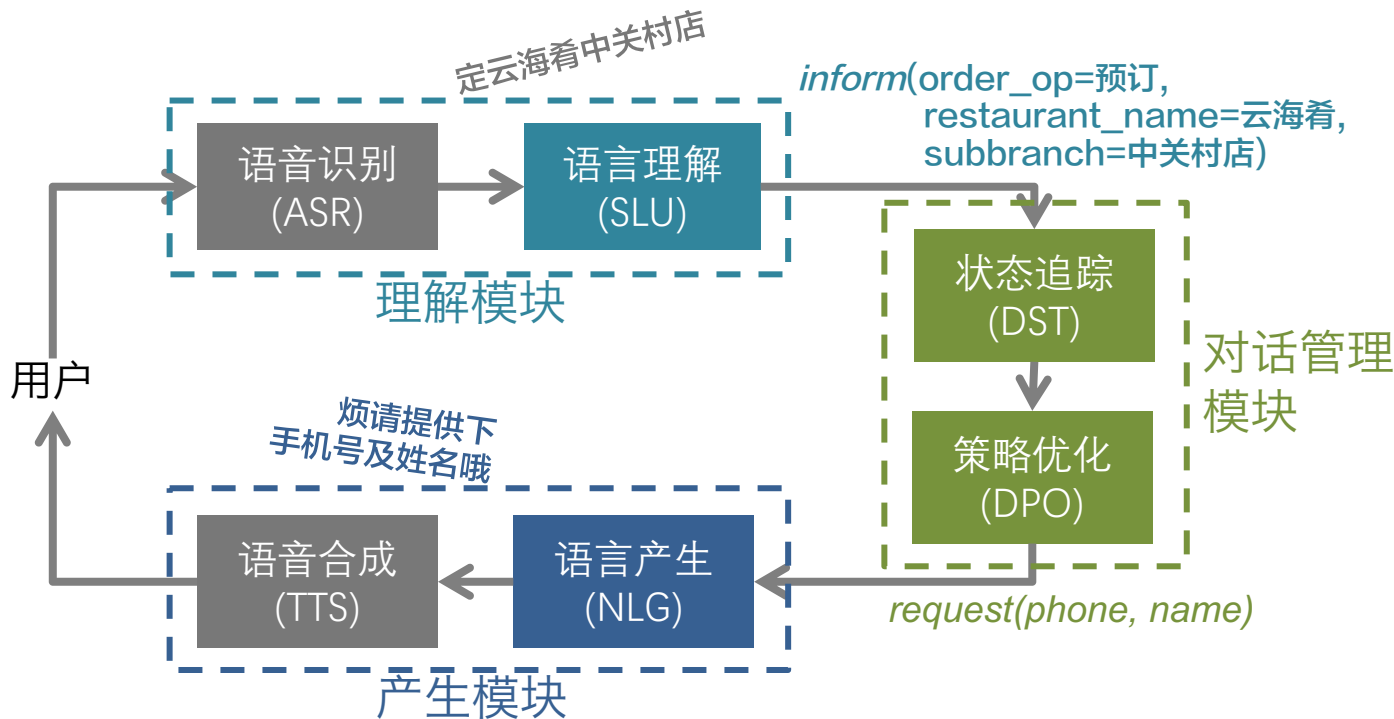 定云海肴中关村店
inform(order_op=预订,
restaurant_name=云海肴,
subbranch=中关村店)
语音识别
(ASR)
语言理解
(SLU)
理解模块
状态追踪
(DST)
对话管理
模块
用户
烦请提供下
手机号及姓名哦
策略优化
(DPO)
语音合成
(TTS)
语言产生
(NLG)
request(phone, name)
产生模块